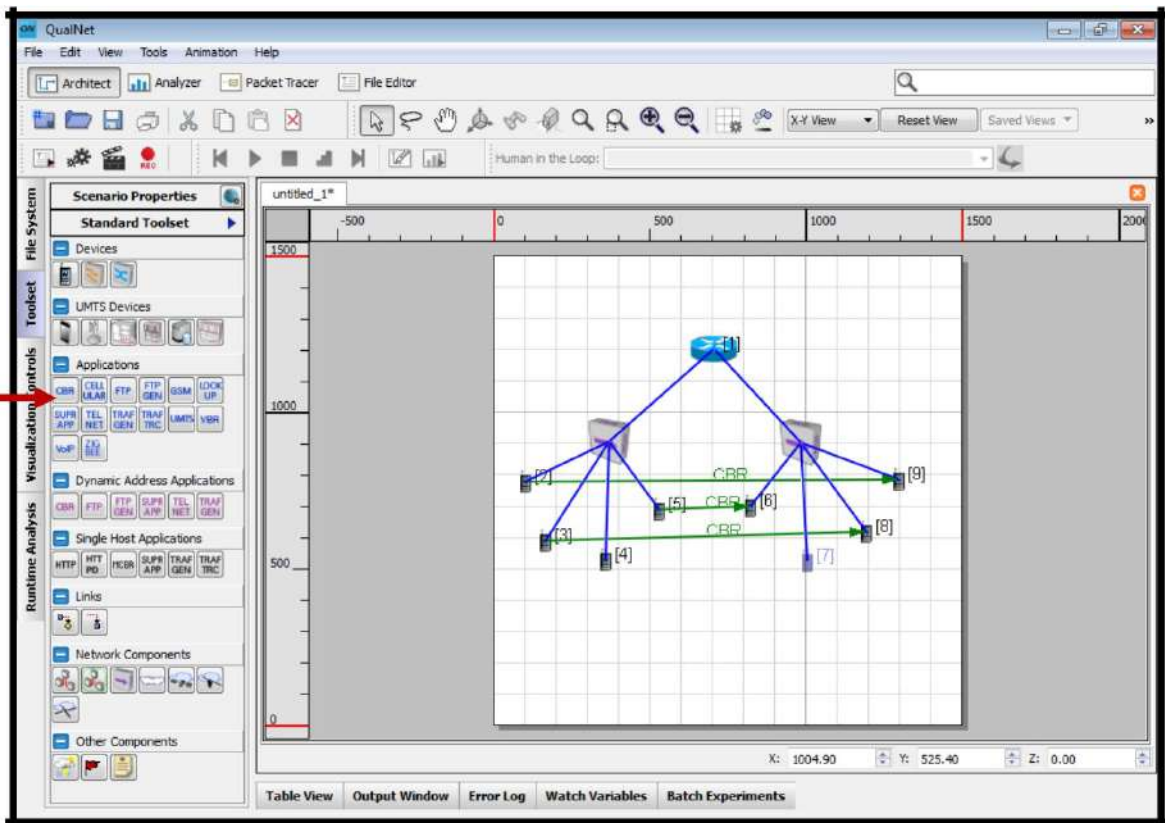 QualNet
File Edit View Tools Animation Help
Architect Analyzer Packet Tracer File Editor
X-Y View Reset View Saved Views »
REC Human in the Loop:
File System
Toolset
Visualization Controls
Runtime Analysis
Scenario Properties
Standard Toolset
Devices
UMTS Devices
Applications
CBR CELL ULAR FTP FTP GEN GSM LOOK UP
SUPR APP TEL NET TRAF GEN TRAF TRC UMTS VBR
VoIP ZIG BEE
Dynamic Address Applications
CBR FTP FTP GEN SUPR APP TEL NET TRAF GEN
Single Host Applications
HTTP HTT PD MCBR SUPR APP TRAF GEN TRAF TRC
Links
Network Components
Other Components
untitled_1*
-500 0 500 1000 1500 2000
1500
1000
500
0
[1]
[2] CBR [9]
[5] CBR [6]
[3] CBR [8]
[4] [7]
X: 1004.90 Y: 525.40 Z: 0.00
Table View Output Window Error Log Watch Variables Batch Experiments